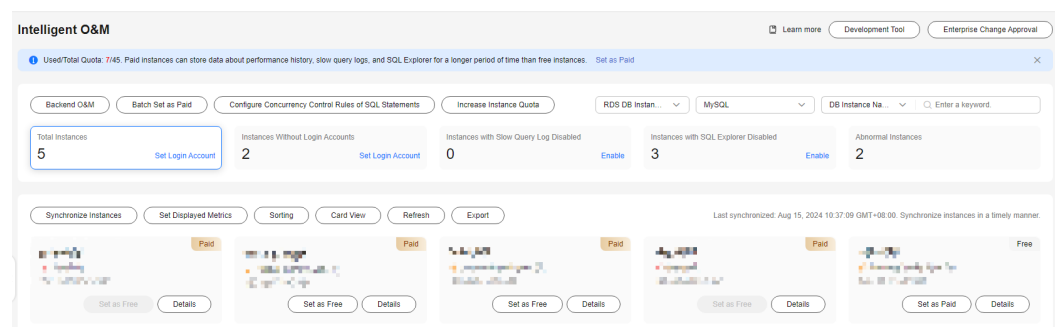 Intelligent O&M
Learn more
Development Tool
Enterprise Change Approval
Used/Total Quota: 7/45. Paid instances can store data about performance history, slow query logs, and SQL Explorer for a longer period of time than free instances. Set as Paid
Backend O&M
Batch Set as Paid
Configure Concurrency Control Rules of SQL Statements
Increase Instance Quota
RDS DB Instan...
MySQL
DB Instance Na...
Enter a keyword.
Total Instances
5
Set Login Account
Instances Without Login Accounts
2
Set Login Account
Instances with Slow Query Log Disabled
0
Enable
Instances with SQL Explorer Disabled
3
Enable
Abnormal Instances
2
Synchronize Instances
Set Displayed Metrics
Sorting
Card View
Refresh
Export
Last synchronized: Aug 15, 2024 10:37:09 GMT+08:00. Synchronize instances in a timely manner.
Paid
Set as Free
Details
Paid
Set as Free
Details
Paid
Set as Free
Details
Paid
Set as Free
Details
Free
Set as Paid
Details